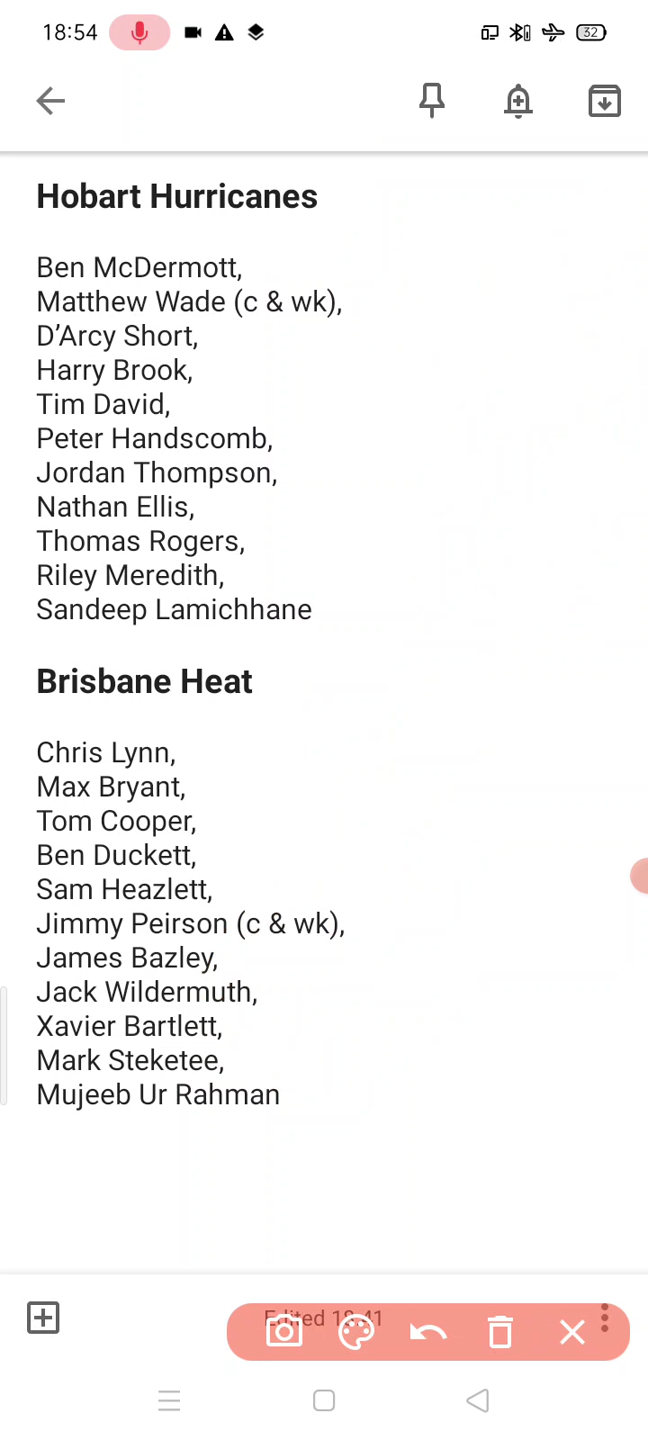 18:54
32
Hobart Hurricanes
Ben McDermott,
Matthew Wade (c & wk),
D’Arcy Short,
Harry Brook,
Tim David,
Peter Handscomb,
Jordan Thompson,
Nathan Ellis,
Thomas Rogers,
Riley Meredith,
Sandeep Lamichhane
Brisbane Heat
Chris Lynn,
Max Bryant,
Tom Cooper,
Ben Duckett,
Sam Heazlett,
Jimmy Peirson (c & wk),
James Bazley,
Jack Wildermuth,
Xavier Bartlett,
Mark Steketee,
Mujeeb Ur Rahman
Edited